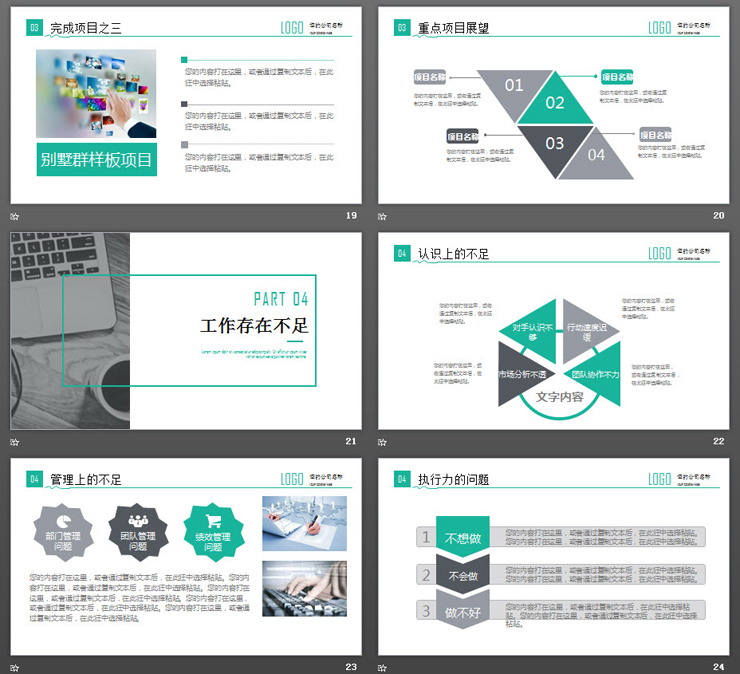 03 完成项目之三
LOGO 您的公司名称
别墅群样板项目
您的内容打在这里，或者通过复制文本后，在此
框中选择粘贴。
您的内容打在这里，或者通过复制文本后，在此
框中选择粘贴。
您的内容打在这里，或者通过复制文本后，在此
框中选择粘贴。
19
03 重点项目展望
LOGO 您的公司名称
项目名称
您的内容打在这里，或者通过复
制文本后，在此框中选择粘贴。
01
02
项目名称
您的内容打在这里，或者通过复
制文本后，在此框中选择粘贴。
项目名称
您的内容打在这里，或者通过复
制文本后，在此框中选择粘贴。
03
04
项目名称
您的内容打在这里，或者通过复
制文本后，在此框中选择粘贴。
20
PART 04
工作存在不足
21
04 认识上的不足
LOGO 您的公司名称
您的内容打在这里，或者
通过复制文本后，在此框
中选择粘贴。
对手认识不
够
行动速度迟
缓
您的内容打在这里，或者
通过复制文本后，在此框
中选择粘贴。
您的内容打在这里，或
者通过复制文本后，在
此框中选择粘贴。
市场分析不透
团队协作不力
您的内容打在这里，或
者通过复制文本后，在
此框中选择粘贴。
文字内容
22
04 管理上的不足
LOGO 您的公司名称
部门管理
问题
团队管理
问题
绩效管理
问题
您的内容打在这里，或者通过复制文本后，在此框中选择粘贴。您的内
容打在这里，或者通过复制文本后，在此框中选择粘贴。您的内容打在
这里，或者通过复制文本后，在此框中选择粘贴。您的内容打在这里，
或者通过复制文本后，在此框中选择粘贴。您的内容打在这里，或者通
过复制文本后，在此框中选择粘贴。
23
04 执行力的问题
LOGO 您的公司名称
1 不想做
您的内容打在这里，或者通过复制文本后，在此框中选择粘贴。
您的内容打在这里，或者通过复制文本后，在此框中选择粘贴。
2 不会做
您的内容打在这里，或者通过复制文本后，在此框中选择粘贴。
您的内容打在这里，或者通过复制文本后，在此框中选择粘贴。
3 做不好
您的内容打在这里，或者通过复制文本后，在此框中选择粘
贴。您的内容打在这里，或者通过复制文本后，在此框中选择
粘贴。
24